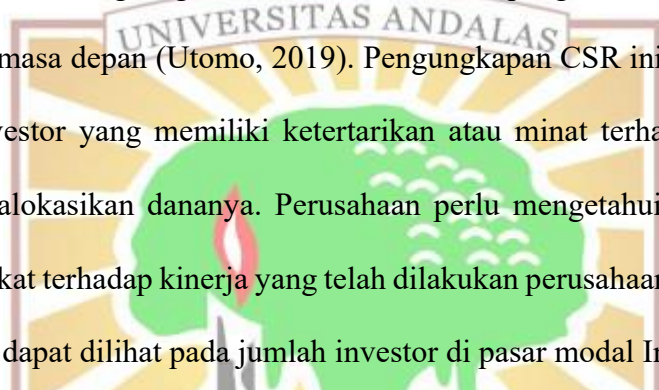 UNIVERSITAS ANDALAS
masa depan (Utomo, 2019). Pengungkapan CSR ini
vestor yang memiliki ketertarikan atau minat terha
alokasikan dananya. Perusahaan perlu mengetahui
kat terhadap kinerja yang telah dilakukan perusahaan
dapat dilihat pada jumlah investor di pasar modal In